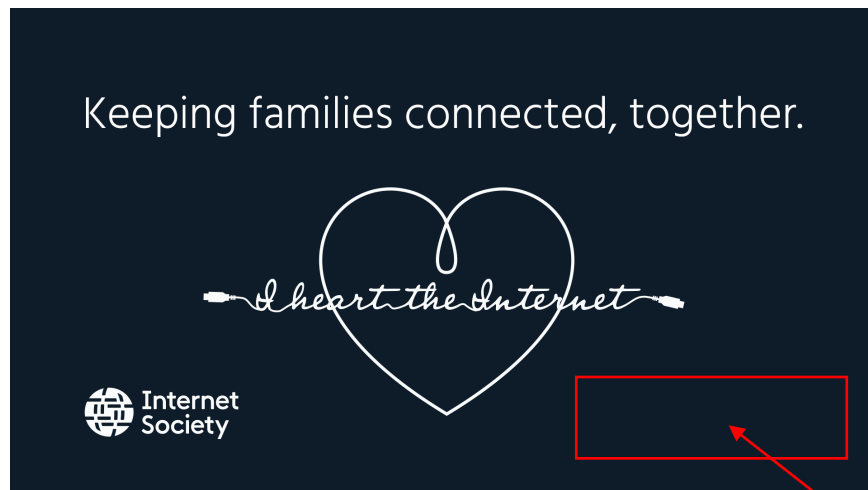 Keeping families connected, together.
I heart the Internet
Internet
Society